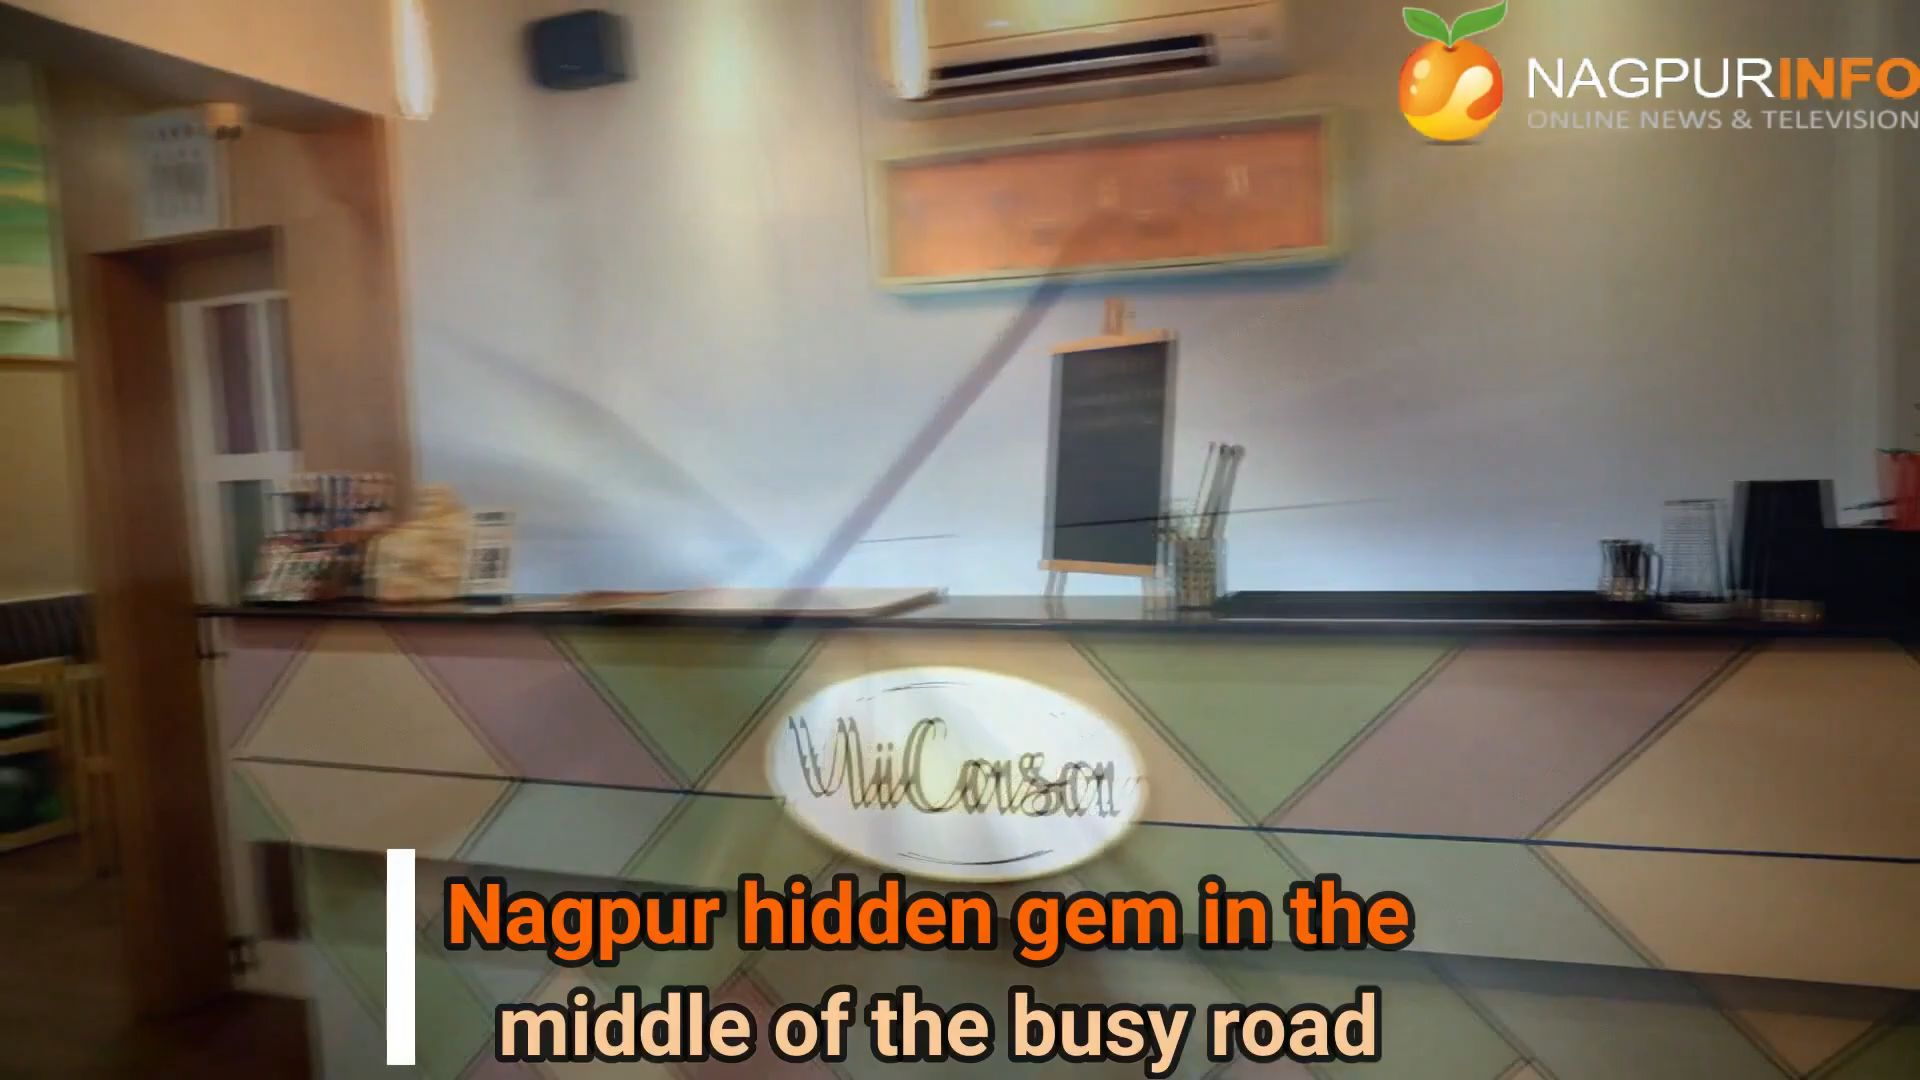 NAGPURINFO
ONLINE NEWS & TELEVISION
Nagpur hidden gem in the
middle of the busy road